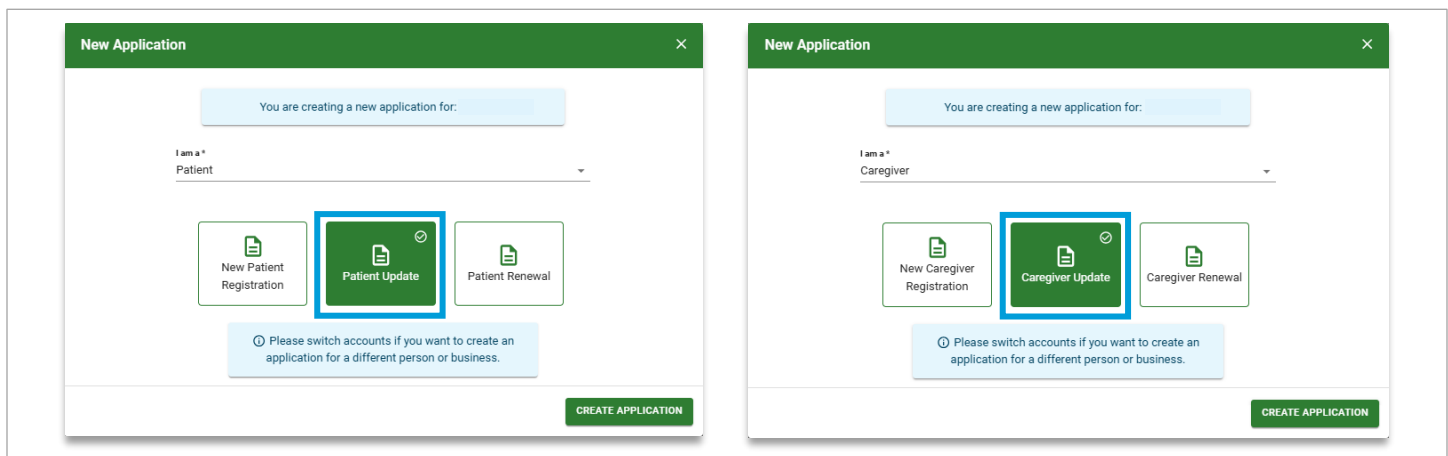 New Application
You are creating a new application for:
I am a *
Patient
New Patient
Registration
Patient Update
Patient Renewal
Please switch accounts if you want to create an
application for a different person or business.
CREATE APPLICATION
New Application
You are creating a new application for:
I am a *
Caregiver
New Caregiver
Registration
Caregiver Update
Caregiver Renewal
Please switch accounts if you want to create an
application for a different person or business.
CREATE APPLICATION